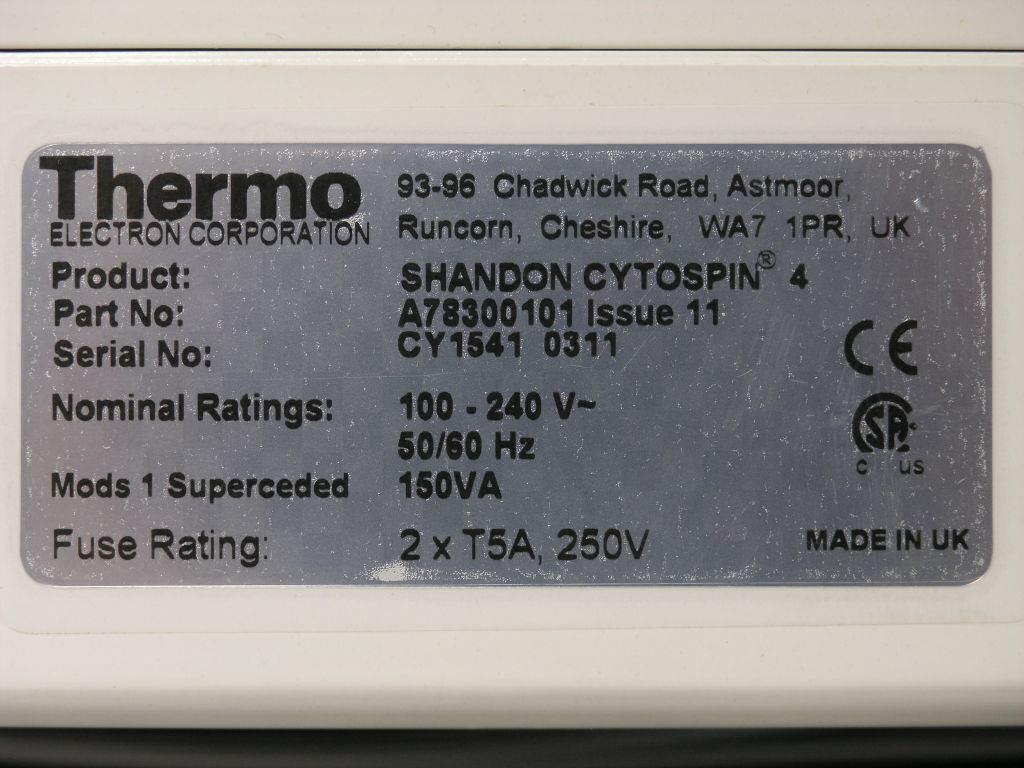 Thermo
ELECTRON CORPORATION
93-96 Chadwick Road, Astmoor,
Runcorn, Cheshire, WA7 1PR, UK
Product: SHANDON CYTOSPIN® 4
Part No: A78300101 Issue 11
Serial No: CY1541 0311
CE
Nominal Ratings: 100 - 240 V~
50/60 Hz
SA
C US
Mods 1 Superceded 150VA
Fuse Rating: 2 x T5A, 250V
MADE IN UK